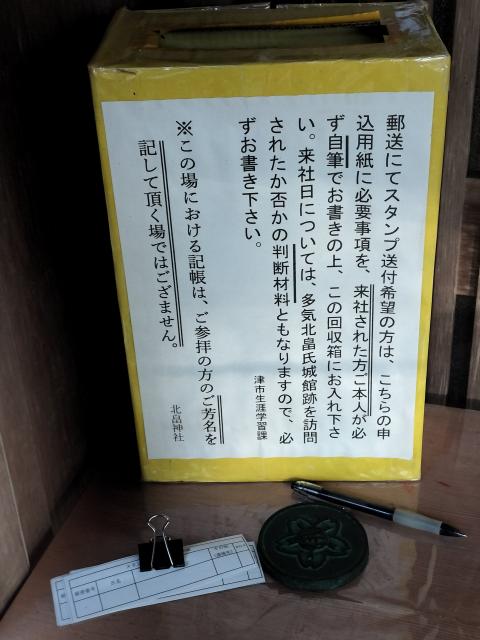 郵送にてスタンプ送付希望の方は、こちらの申
込用紙に必要事項を、来社された方ご本人が必
ず自筆でお書きの上、この回収箱にお入れ下さ
い。来社日については、多気北畠氏城館跡を訪問
されたか否かの判断材料ともなりますので、必
ずお書き下さい。
津市生涯学習課
※この場における記帳は、ご参拝の方のご芳名を
記して頂く場ではござません。
北畠神社
郵便番号
氏名